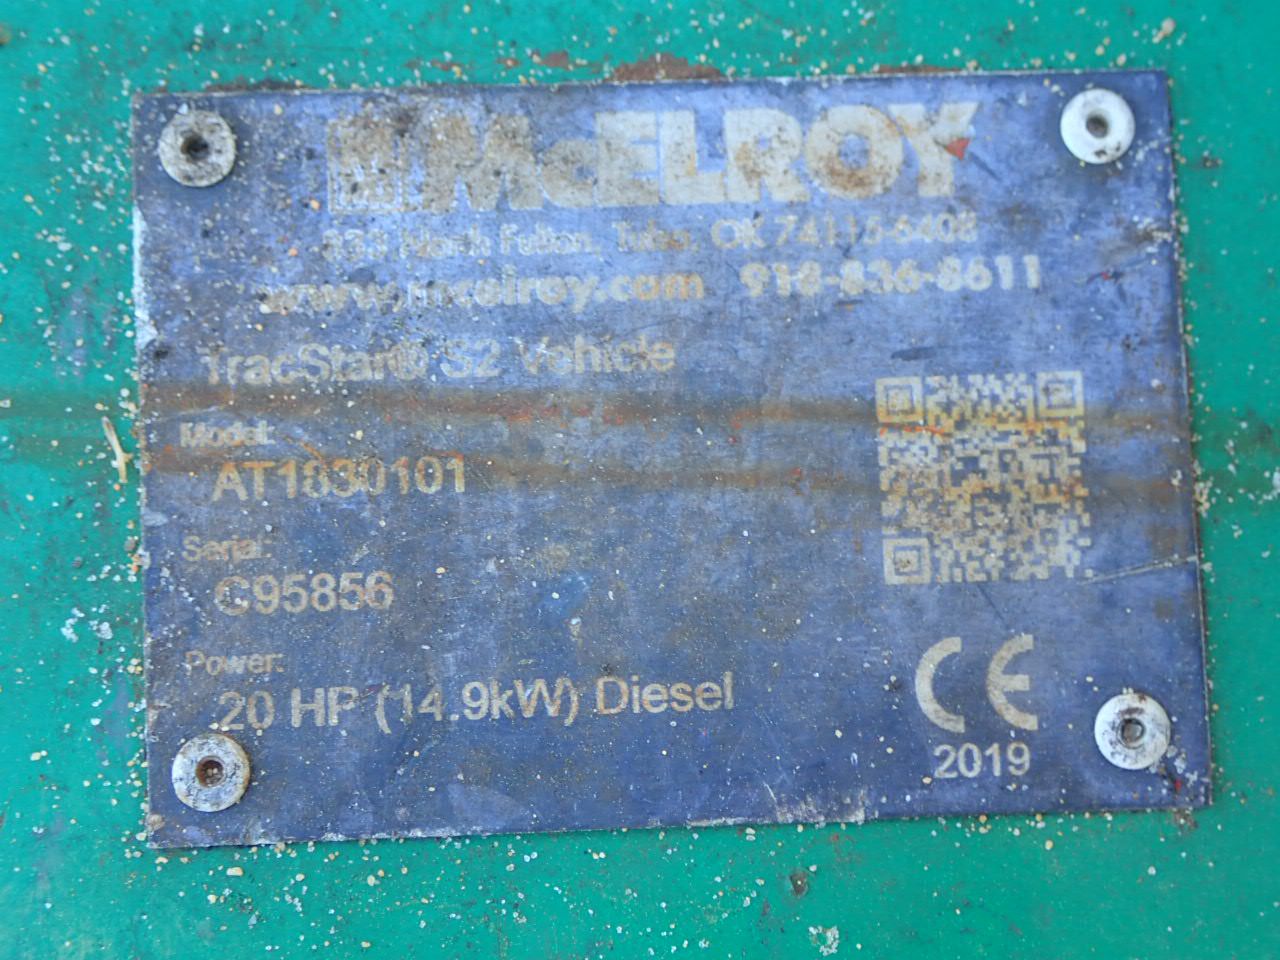 McELROY
833 North Fulton, Tulsa, OK 74115-6408
www.mcelroy.com 918-836-8611
TracStar® S2 Vehicle
Model:
AT1830101
Serial:
C95856
Power:
20 HP (14.9kW) Diesel
CE
2019